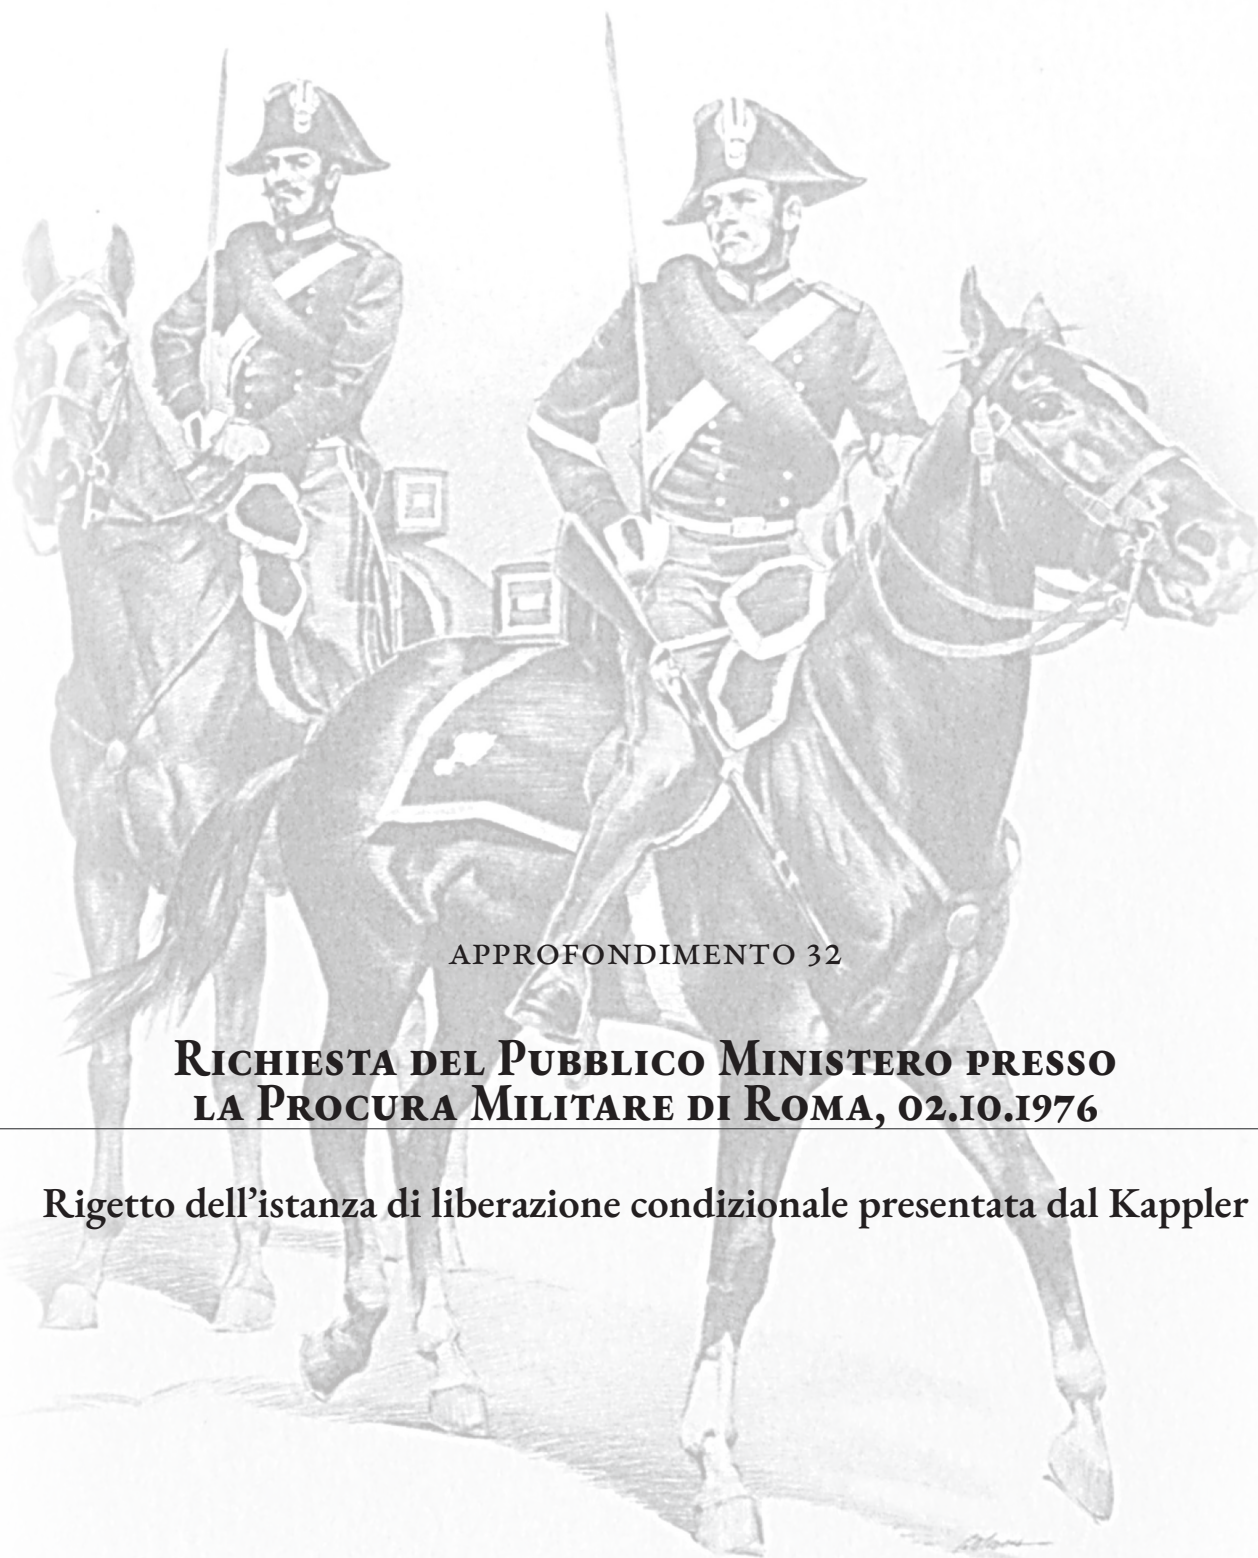 APPROFONDIMENTO 32
RICHIESTA DEL PUBBLICO MINISTERO PRESSO
LA PROCURA MILITARE DI ROMA, 02.10.1976
Rigetto dell’istanza di liberazione condizionale presentata dal Kappler